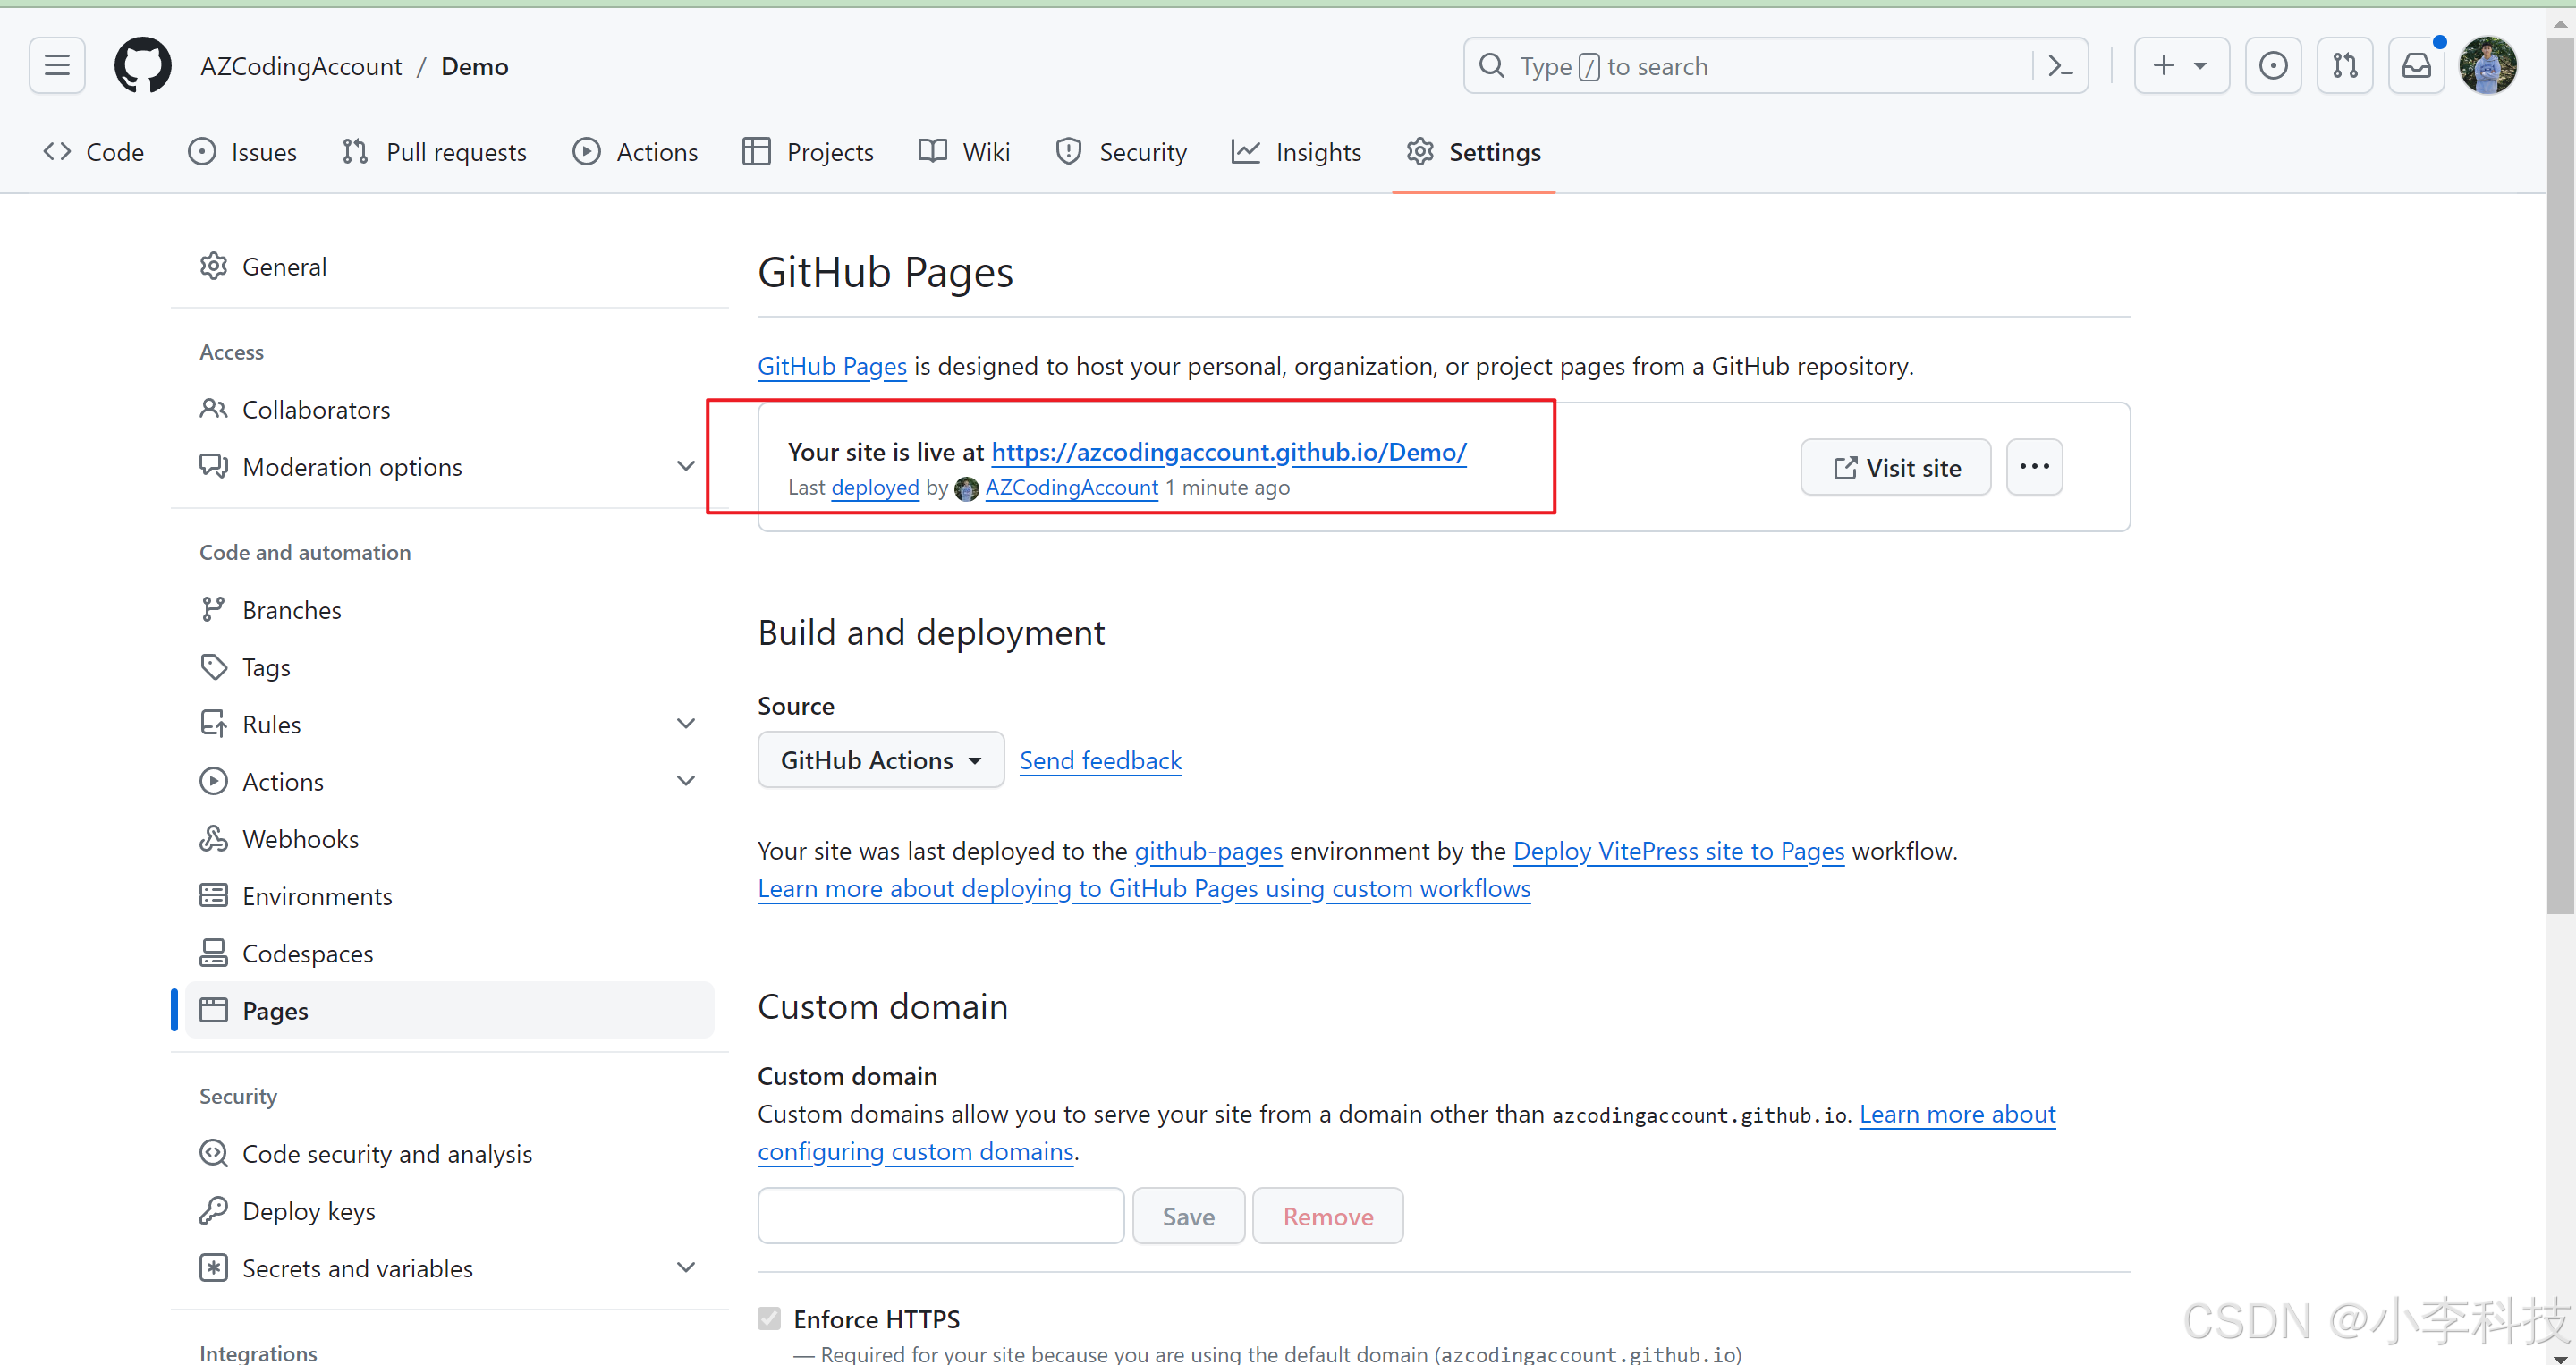 AZCodingAccount / Demo
Type / to search
Code
Issues
Pull requests
Actions
Projects
Wiki
Security
Insights
Settings
General
Access
Collaborators
Moderation options
Code and automation
Branches
Tags
Rules
Actions
Webhooks
Environments
Codespaces
Pages
Security
Code security and analysis
Deploy keys
Secrets and variables
Integrations
GitHub Pages
GitHub Pages is designed to host your personal, organization, or project pages from a GitHub repository.
Your site is live at https://azcodingaccount.github.io/Demo/
Last deployed by AZCodingAccount 1 minute ago
Visit site
Build and deployment
Source
GitHub Actions
Send feedback
Your site was last deployed to the github-pages environment by the Deploy VitePress site to Pages workflow.
Learn more about deploying to GitHub Pages using custom workflows
Custom domain
Custom domain
Custom domains allow you to serve your site from a domain other than azcodingaccount.github.io. Learn more about
configuring custom domains.
Save
Remove
Enforce HTTPS
— Required for your site because you are using the default domain (azcodingaccount.github.io)
CSDN @小李科技